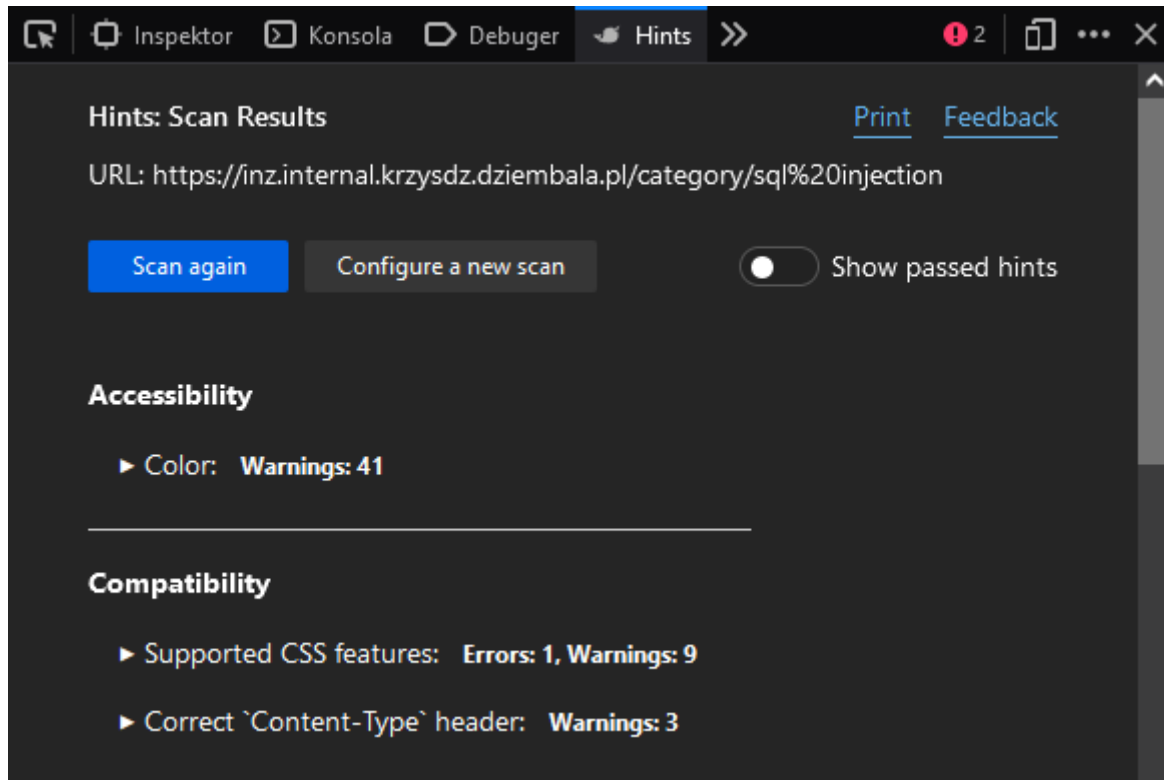 Inspektor Konsola Debuger Hints 2
Hints: Scan Results Print Feedback
URL: https://inz.internal.krzysdz.dziembala.pl/category/sql%20injection
Scan again Configure a new scan Show passed hints
Accessibility
► Color: Warnings: 41
Compatibility
► Supported CSS features: Errors: 1, Warnings: 9
► Correct `Content-Type` header: Warnings: 3